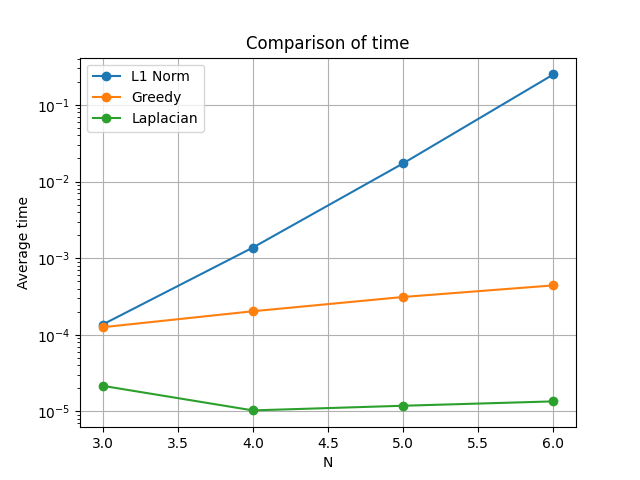 Comparison of time
L1 Norm
Greedy
Laplacian
Average time
10⁻¹
10⁻²
10⁻³
10⁻⁴
10⁻⁵
3.0 3.5 4.0 4.5 5.0 5.5 6.0
N